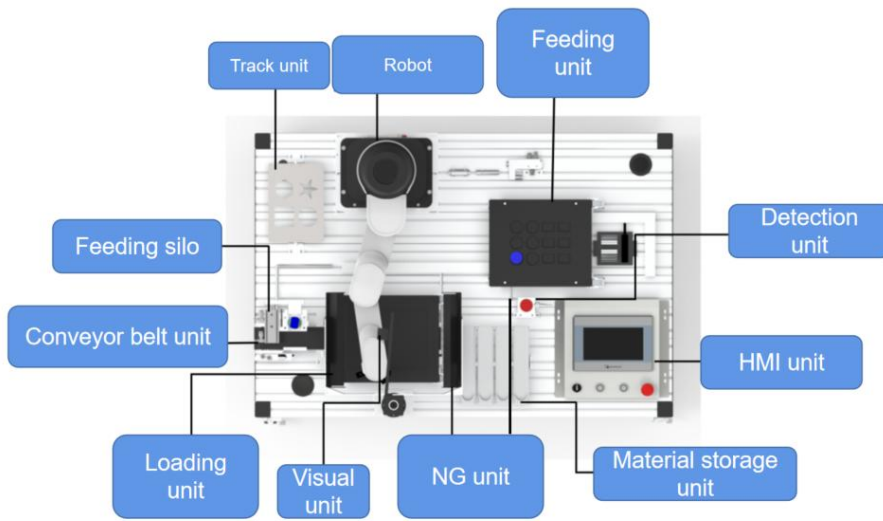 Track unit
Robot
Feeding
unit
Feeding silo
Detection
unit
Conveyor belt unit
HMI unit
Loading
unit
Visual
unit
NG unit
Material storage
unit